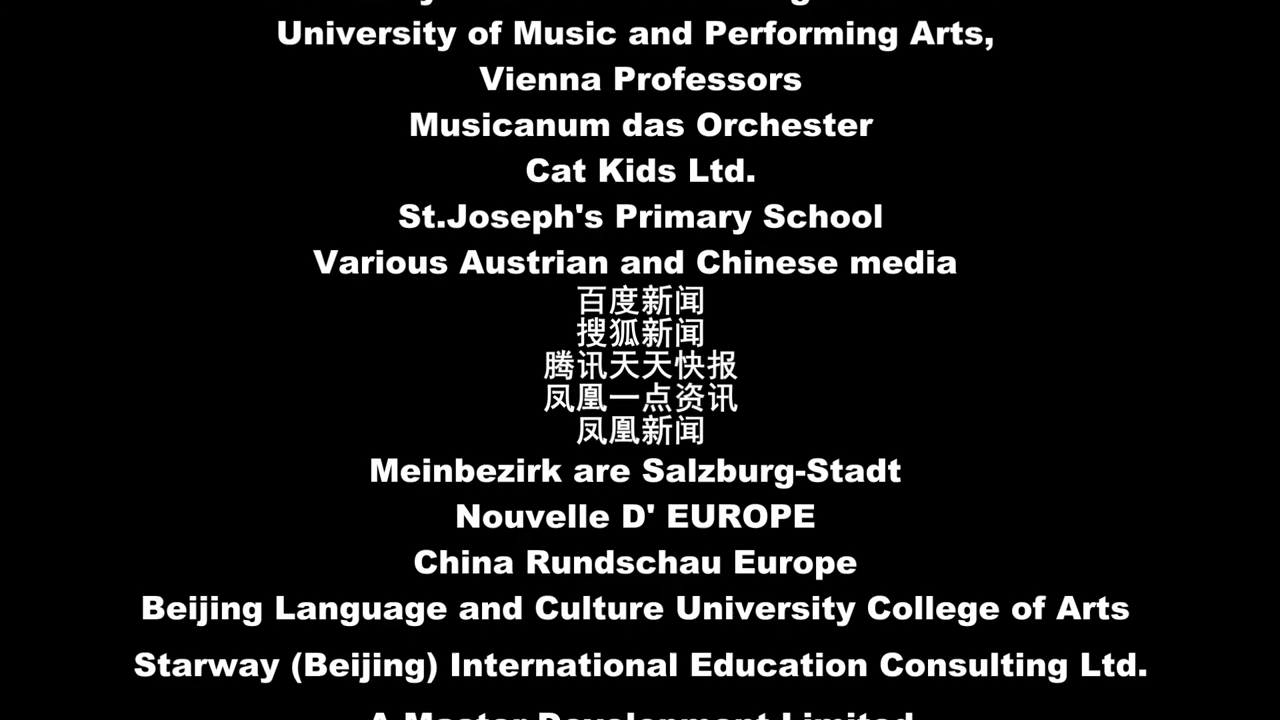 University of Music and Performing Arts,
Vienna Professors
Musicanum das Orchester
Cat Kids Ltd.
St.Joseph's Primary School
Various Austrian and Chinese media
百度新闻
搜狐新闻
腾讯天天快报
凤凰一点资讯
凤凰新闻
Meinbezirk are Salzburg-Stadt
Nouvelle D' EUROPE
China Rundschau Europe
Beijing Language and Culture University College of Arts
Starway (Beijing) International Education Consulting Ltd.
A Master Development Limited